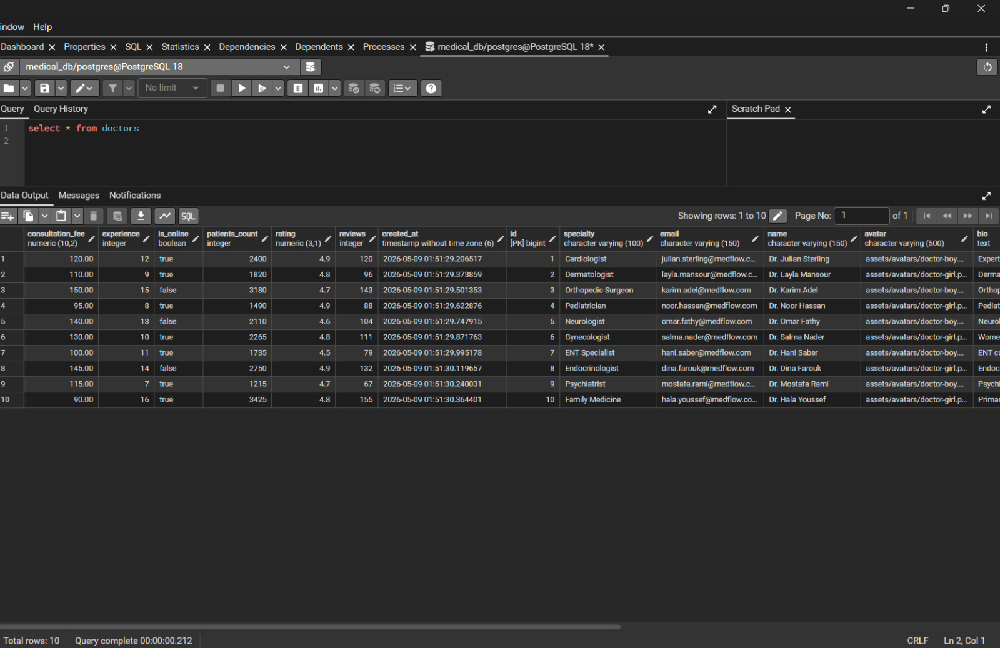 indow Help
Dashboard Properties SQL Statistics Dependencies Dependents Processes medical_db/postgres@PostgreSQL 18*
medical_db/postgres@PostgreSQL 18
No limit E
Query Query History Scratch Pad
1 select * from doctors
2
Data Output Messages Notifications
SQL Showing rows: 1 to 10 Page No: 1 of 1
consultation_fee experience is_online patients_count rating reviews created_at id specialty email name avatar bio
numeric (10,2) integer boolean integer numeric (3,1) integer timestamp without time zone (6) [PK] bigint character varying (100) character varying (150) character varying (150) character varying (500) text
1 120.00 12 true 2400 4.9 120 2026-05-09 01:51:29.206517 1 Cardiologist julian.sterling@medflow.c... Dr. Julian Sterling assets/avatars/doctor-boy.... Expert
2 110.00 9 true 1820 4.8 96 2026-05-09 01:51:29.373859 2 Dermatologist layla.mansour@medflow.c... Dr. Layla Mansour assets/avatars/doctor-girl.p... Derma
3 150.00 15 false 3180 4.7 143 2026-05-09 01:51:29.501353 3 Orthopedic Surgeon karim.adel@medflow.com Dr. Karim Adel assets/avatars/doctor-boy.... Orthop
4 95.00 8 true 1490 4.9 88 2026-05-09 01:51:29.622876 4 Pediatrician noor.hassan@medflow.com Dr. Noor Hassan assets/avatars/doctor-girl.p... Pediat
5 140.00 13 false 2110 4.6 104 2026-05-09 01:51:29.747915 5 Neurologist omar.fathy@medflow.com Dr. Omar Fathy assets/avatars/doctor-boy.... Neurol
6 130.00 10 true 2265 4.8 111 2026-05-09 01:51:29.871763 6 Gynecologist salma.nader@medflow.com Dr. Salma Nader assets/avatars/doctor-girl.p... Wome
7 100.00 11 true 1735 4.5 79 2026-05-09 01:51:29.995178 7 ENT Specialist hani.saber@medflow.com Dr. Hani Saber assets/avatars/doctor-boy.... ENT co
8 145.00 14 false 2750 4.9 132 2026-05-09 01:51:30.119657 8 Endocrinologist dina.farouk@medflow.com Dr. Dina Farouk assets/avatars/doctor-girl.p... Endoc
9 115.00 7 true 1215 4.7 67 2026-05-09 01:51:30.240031 9 Psychiatrist mostafa.rami@medflow.c... Dr. Mostafa Rami assets/avatars/doctor-boy.... Psychi
10 90.00 16 true 3425 4.8 155 2026-05-09 01:51:30.364401 10 Family Medicine hala.youssef@medflow.co... Dr. Hala Youssef assets/avatars/doctor-girl.p... Primar
Total rows: 10 Query complete 00:00:00.212 CRLF Ln 2, Col 1